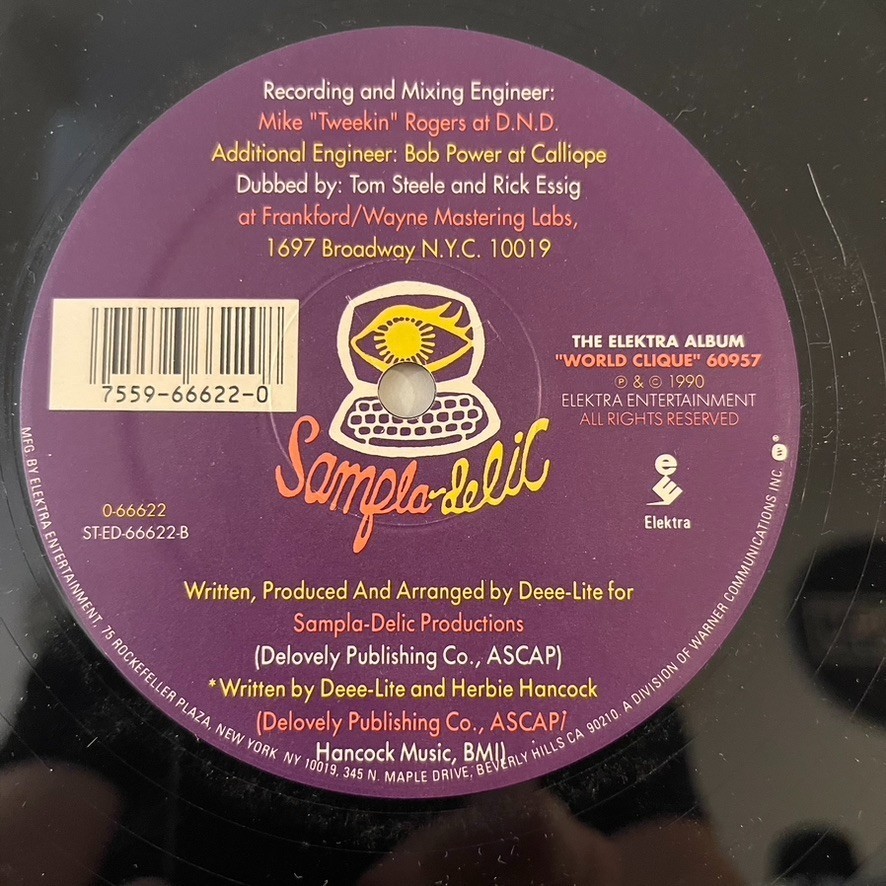 Recording and Mixing Engineer:
Mike "Tweekin" Rogers at D.N.D.
Additional Engineer: Bob Power at Calliope
Dubbed by: Tom Steele and Rick Essig
at Frankford/Wayne Mastering Labs,
1697 Broadway N.Y.C. 10019
7559-66622-0
THE ELEKTRA ALBUM
"WORLD CLIQUE" 60957
℗ & © 1990
ELEKTRA ENTERTAINMENT
ALL RIGHTS RESERVED
Sampla-delic
e
Elektra
0-66622
ST-ED-66622-B
Written, Produced And Arranged by Deee-Lite for
Sampla-Delic Productions
(Delovely Publishing Co., ASCAP)
*Written by Deee-Lite and Herbie Hancock
(Delovely Publishing Co., ASCAP/
Hancock Music, BMI)
MFG. BY ELEKTRA ENTERTAINMENT, 75 ROCKEFELLER PLAZA, NEW YORK NY 10019, 345 N. MAPLE DRIVE, BEVERLY HILLS CA 90210. A DIVISION OF WARNER COMMUNICATIONS INC. W ®